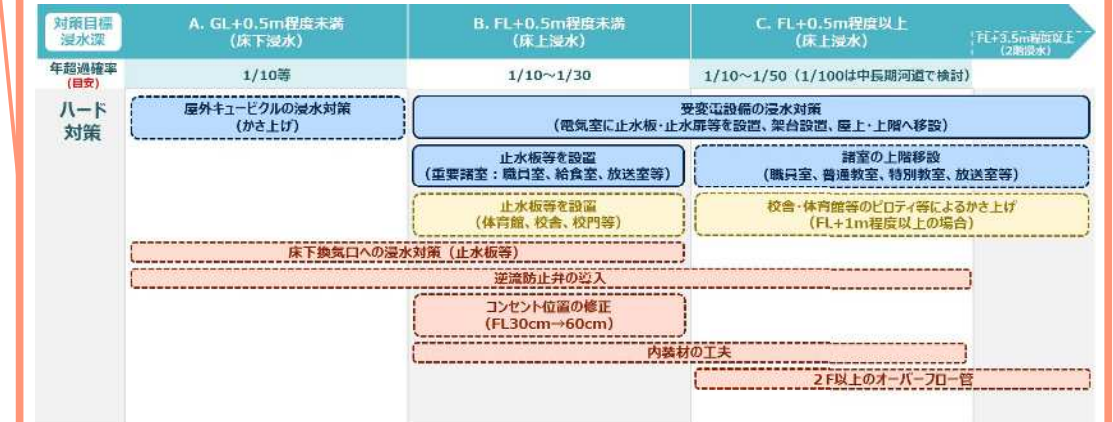 対策目標
浸水深
A. GL+0.5m程度未満
(床下浸水)
B. FL+0.5m程度未満
(床上浸水)
C. FL+0.5m程度以上
(床上浸水)
FL+3.5m程度以上
(2階浸水)
年超過確率
(目安)
1/10等
1/10～1/30
1/10～1/50（1/100は中長期河道で検討）
ハード
対策
屋外キュービクルの浸水対策
(かさ上げ)
受変電設備の浸水対策
(電気室に止水板・止水扉等を設置、架台設置、屋上・上階へ移設)
止水板等を設置
(重要諸室：職員室、給食室、放送室等)
諸室の上階移設
(職員室、普通教室、特別教室、放送室等)
止水板等を設置
(体育館、校舎、校門等)
校舎・体育館等のピロティ等によるかさ上げ
(FL+1m程度以上の場合)
床下換気口への浸水対策（止水板等）
逆流防止弁の導入
コンセント位置の修正
(FL30cm→60cm)
内装材の工夫
2F以上のオーバーフロー管